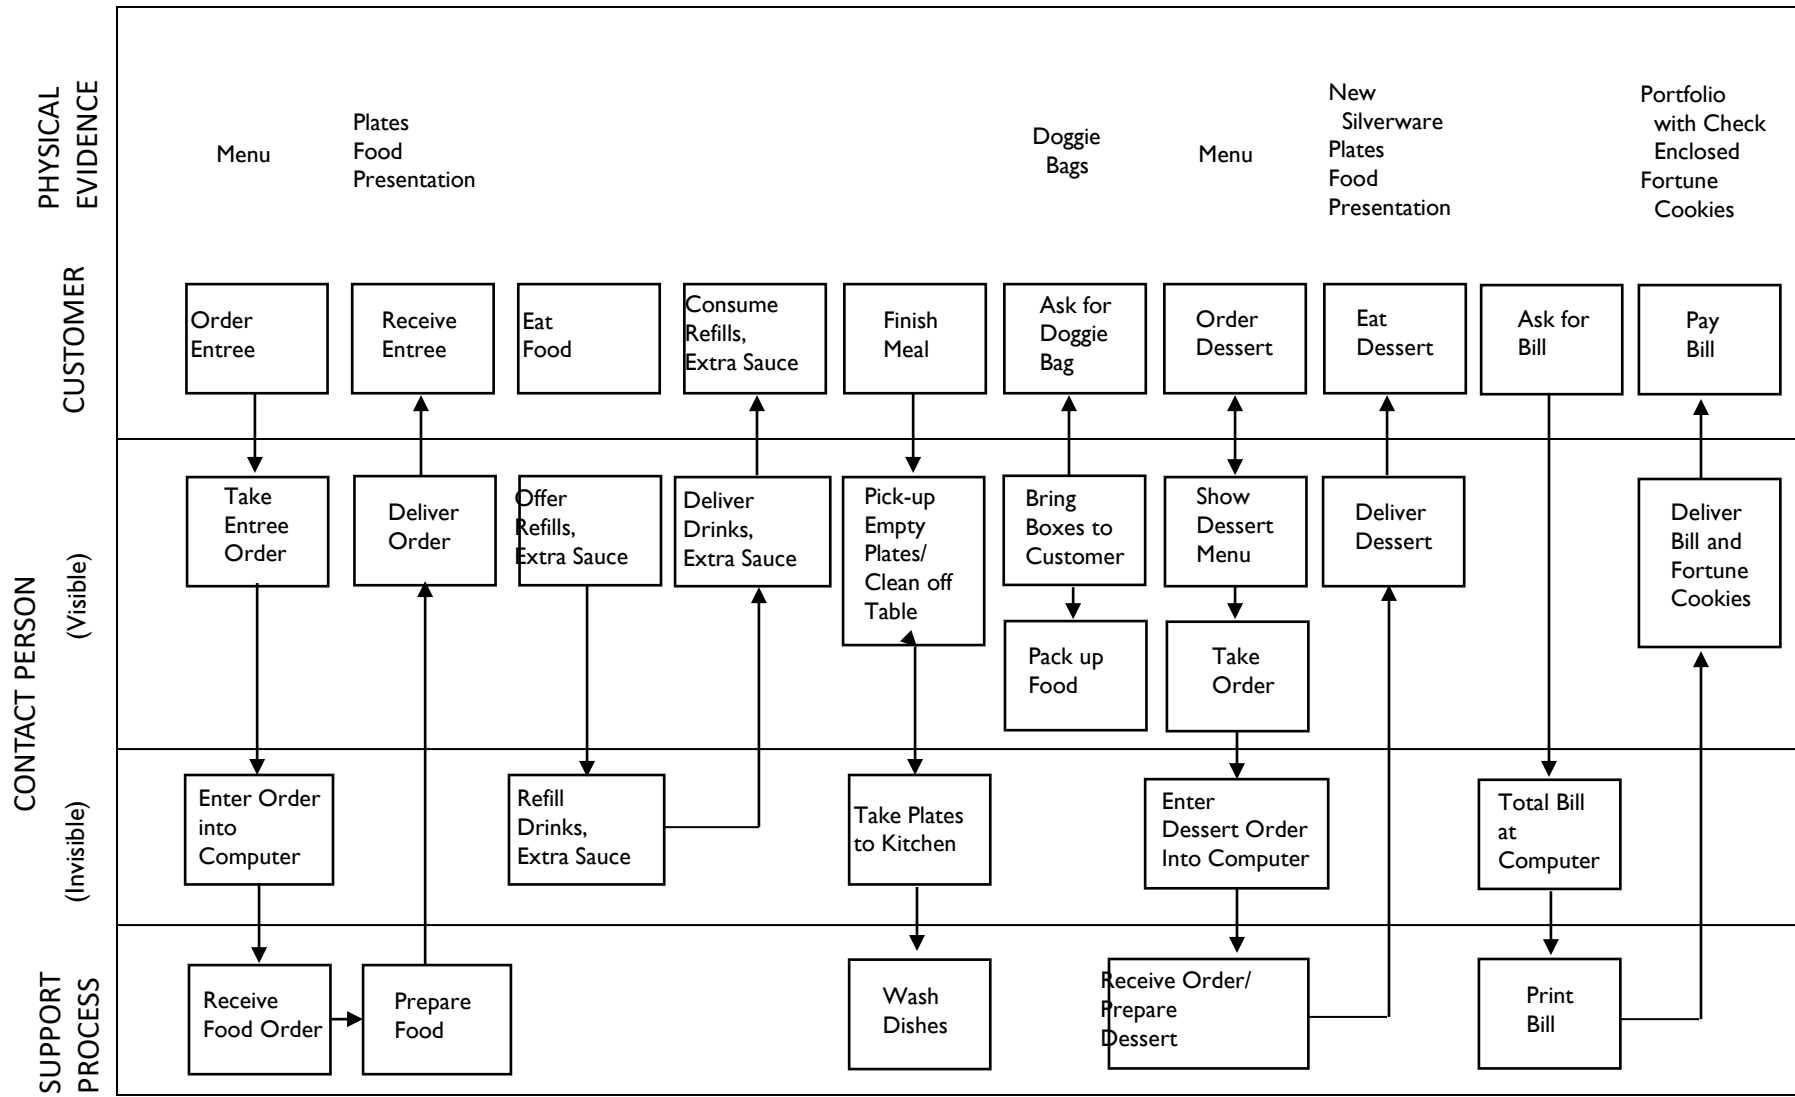 PHYSICAL
EVIDENCE
Menu
Plates
Food
Presentation
Doggie
Bags
Menu
New
Silverware
Plates
Food
Presentation
Portfolio
with Check
Enclosed
Fortune
Cookies
CUSTOMER
Order
Entree
Receive
Entree
Eat
Food
Consume
Refills,
Extra Sauce
Finish
Meal
Ask for
Doggie
Bag
Order
Dessert
Eat
Dessert
Ask for
Bill
Pay
Bill
CONTACT PERSON
(Visible)
Take
Entree
Order
Deliver
Order
Offer
Refills,
Extra Sauce
Deliver
Drinks,
Extra Sauce
Pick-up
Empty
Plates/
Clean off
Table
Bring
Boxes to
Customer
Show
Dessert
Menu
Deliver
Dessert
Deliver
Bill and
Fortune
Cookies
Pack up
Food
Take
Order
(Invisible)
Enter Order
into
Computer
Refill
Drinks,
Extra Sauce
Take Plates
to Kitchen
Enter
Dessert Order
Into Computer
Total Bill
at
Computer
SUPPORT
PROCESS
Receive
Food Order
Prepare
Food
Wash
Dishes
Receive Order/
Prepare
Dessert
Print
Bill